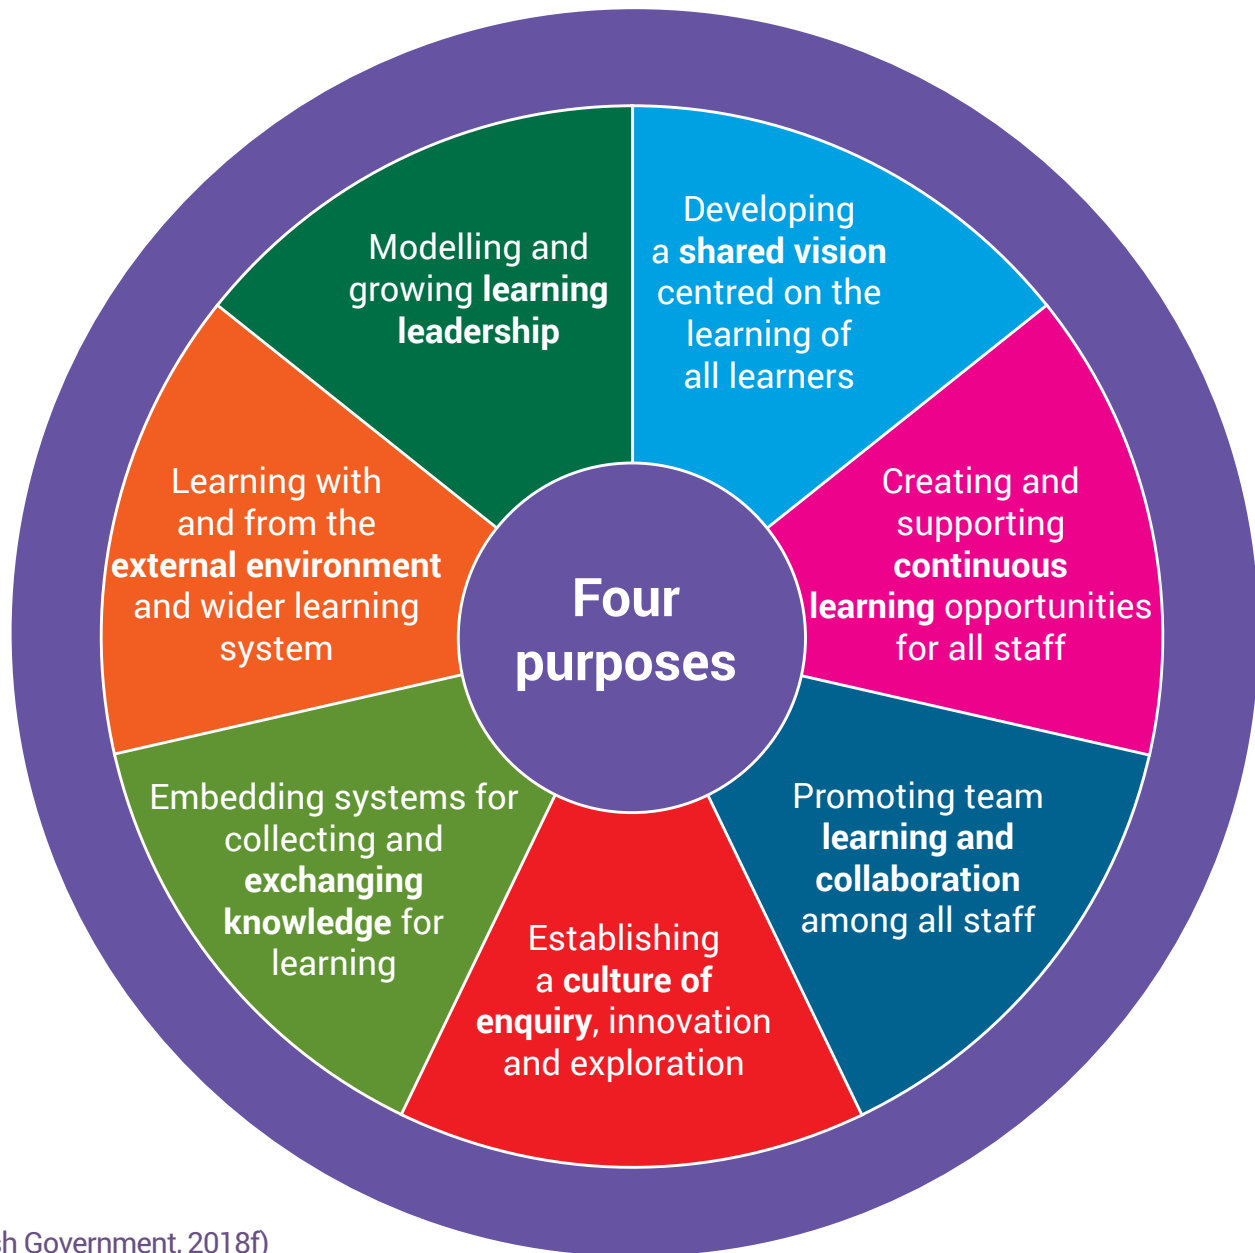 Developing
a shared vision
centred on the
learning of
all learners
Creating and
supporting
continuous
learning opportunities
for all staff
Promoting team
learning and
collaboration
among all staff
Establishing
a culture of
enquiry, innovation
and exploration
Embedding systems for
collecting and
exchanging
knowledge for
learning
Learning with
and from the
external environment
and wider learning
system
Modelling and
growing learning
leadership
Four
purposes
Government, 2018f)